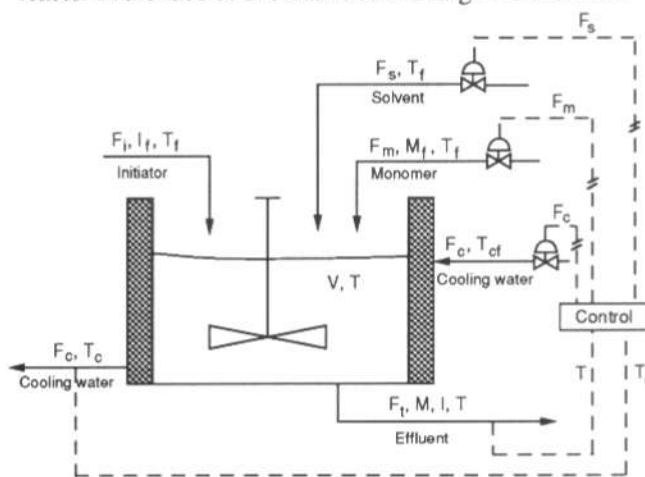 F_s
F_s, T_f
Solvent
F_m
F_i, I_f, T_f
Initiator
F_m, M_f, T_f
Monomer
F_c
F_c, T_cf
Cooling water
V, T
Control
F_c, T_c
Cooling water
T
T
F_t, M, I, T
Effluent